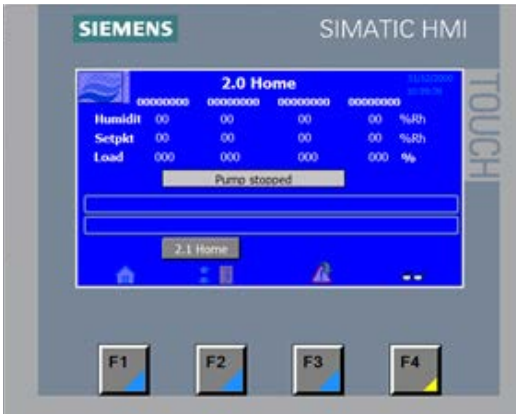 SIEMENS SIMATIC HMI
TOUCH
2.0 Home
00000000 00000000 00000000 00000000
Humidit 00 00 00 00 %Rh
Setpkt 00 00 00 00 %Rh
Load 000 000 000 000 %
Pump stopped
2.1 Home
F1 F2 F3 F4